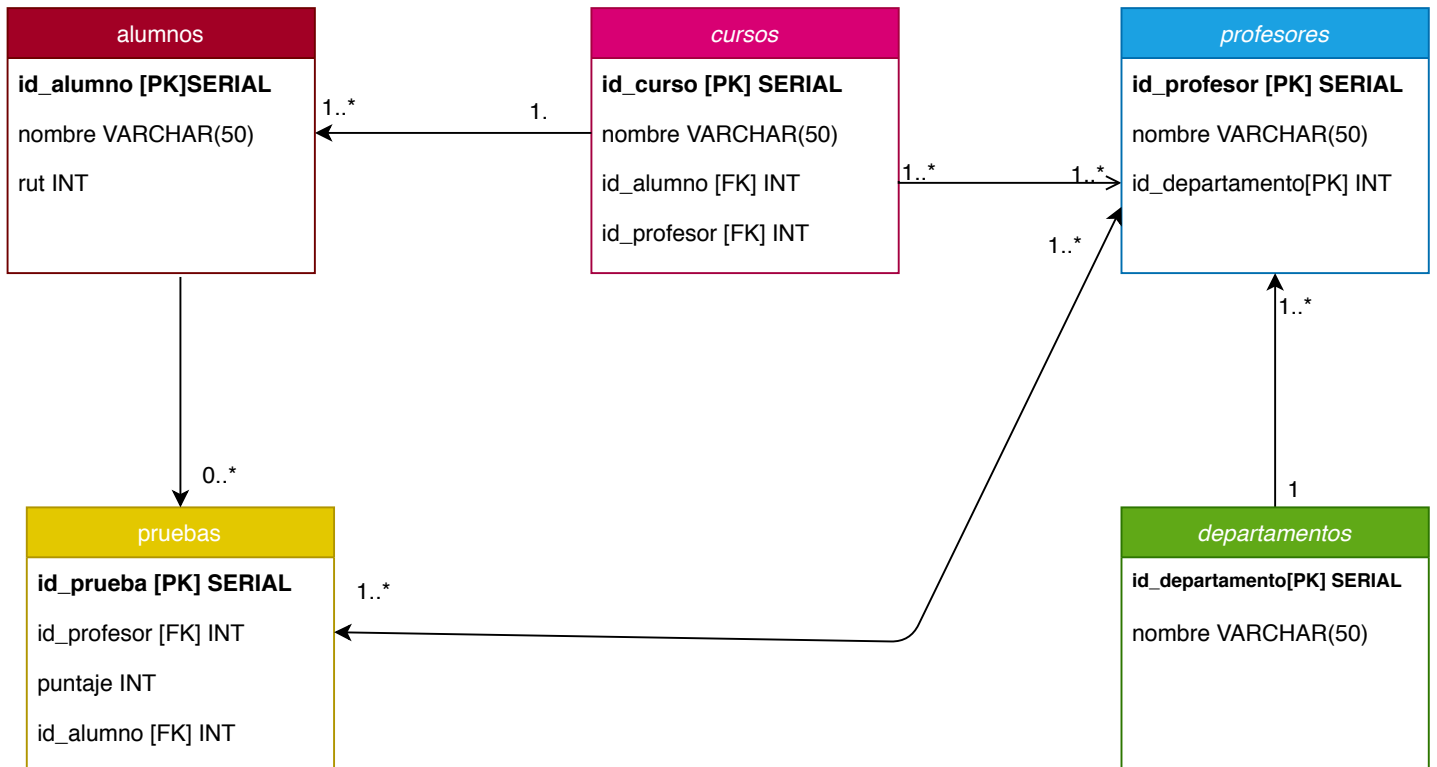 alumnos
id_alumno [PK]SERIAL
nombre VARCHAR(50)
rut INT
1..*
1.
cursos
id_curso [PK] SERIAL
nombre VARCHAR(50)
id_alumno [FK] INT
id_profesor [FK] INT
1..*
1..*
profesores
id_profesor [PK] SERIAL
nombre VARCHAR(50)
id_departamento[PK] INT
1..*
1..*
0..*
1
pruebas
id_prueba [PK] SERIAL
id_profesor [FK] INT
puntaje INT
id_alumno [FK] INT
1..*
departamentos
id_departamento[PK] SERIAL
nombre VARCHAR(50)